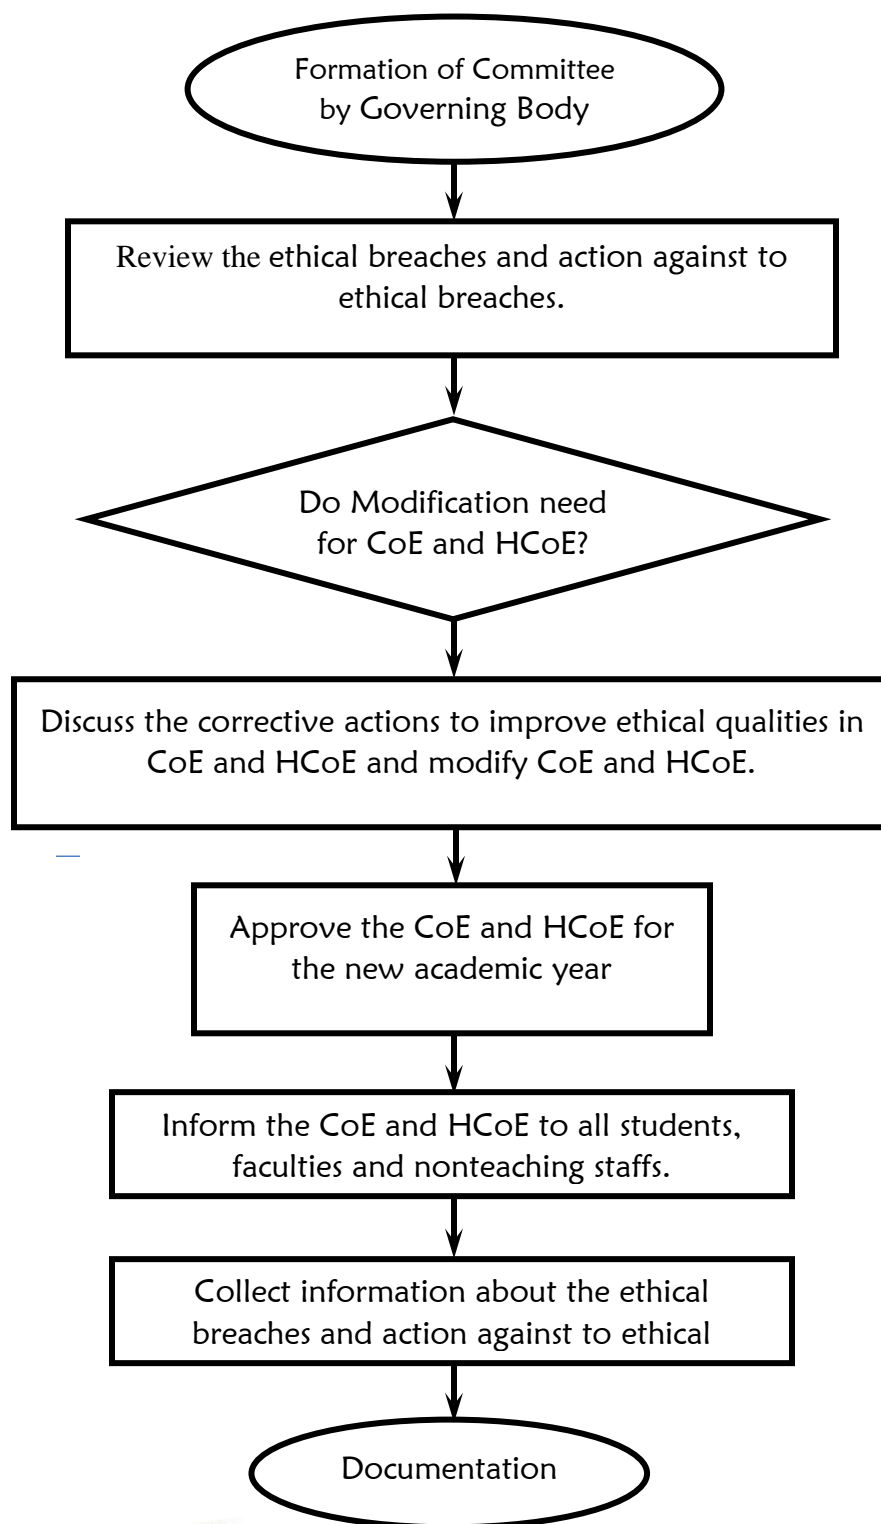 Formation of Committee
by Governing Body
Review the ethical breaches and action against to
ethical breaches.
Do Modification need
for CoE and HCoE?
Discuss the corrective actions to improve ethical qualities in
CoE and HCoE and modify CoE and HCoE.
Approve the CoE and HCoE for
the new academic year
Inform the CoE and HCoE to all students,
faculties and nonteaching staffs.
Collect information about the ethical
breaches and action against to ethical
Documentation